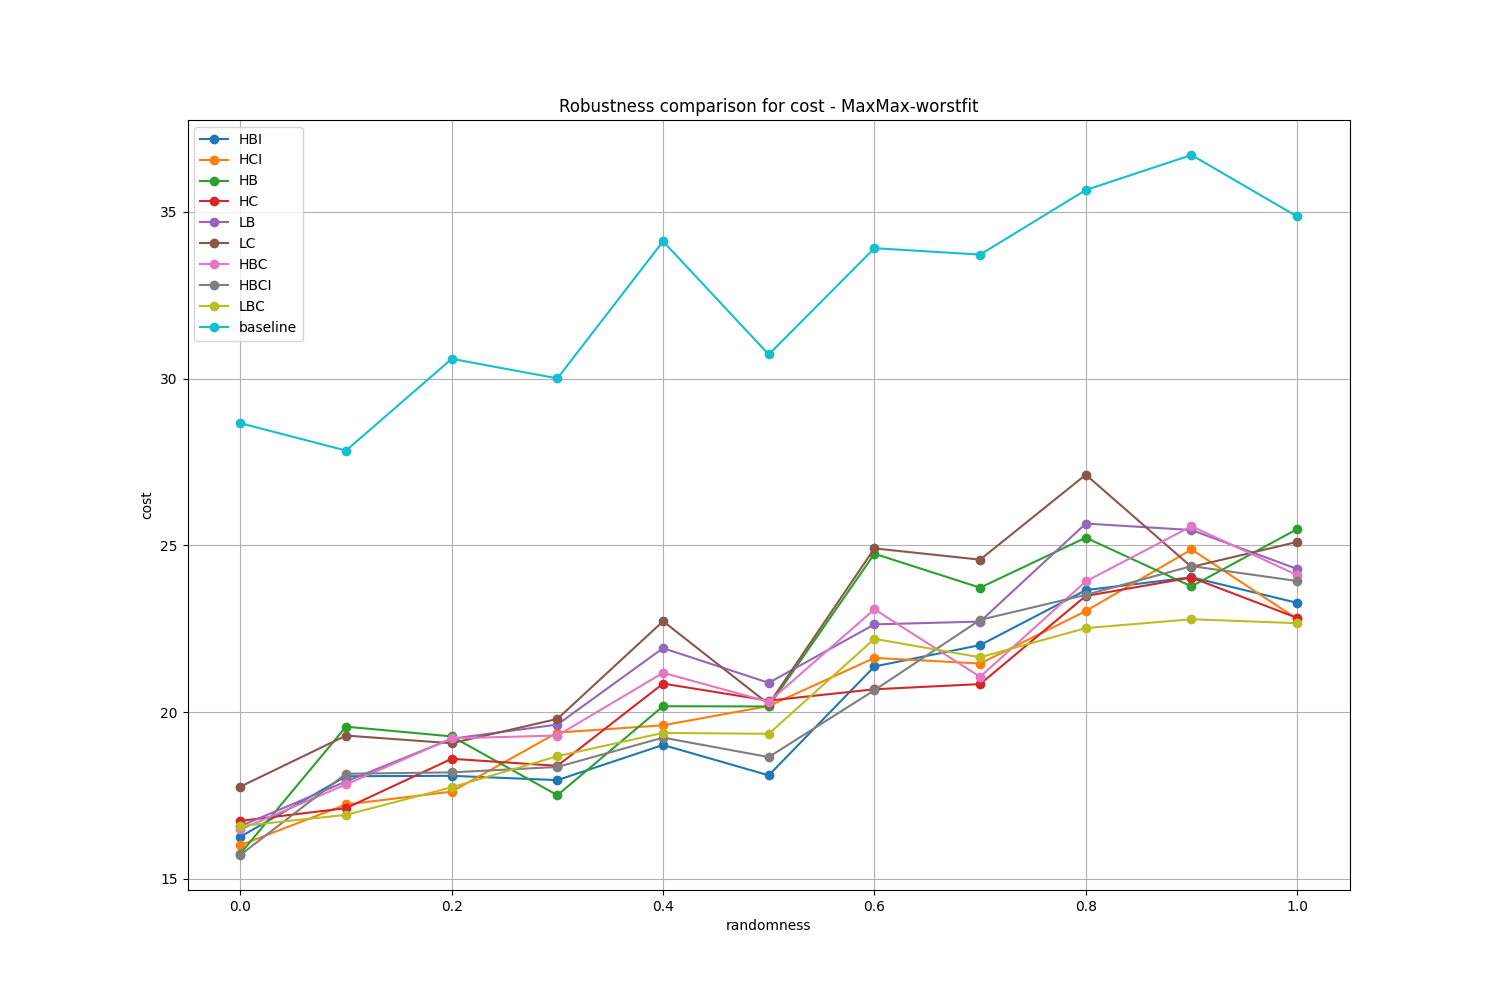 Robustness comparison for cost - MaxMax-worstfit
HBI
HCI
HB
HC
LB
LC
HBC
HBCI
LBC
baseline
35
30
25
20
15
cost
0.0 0.2 0.4 0.6 0.8 1.0
randomness